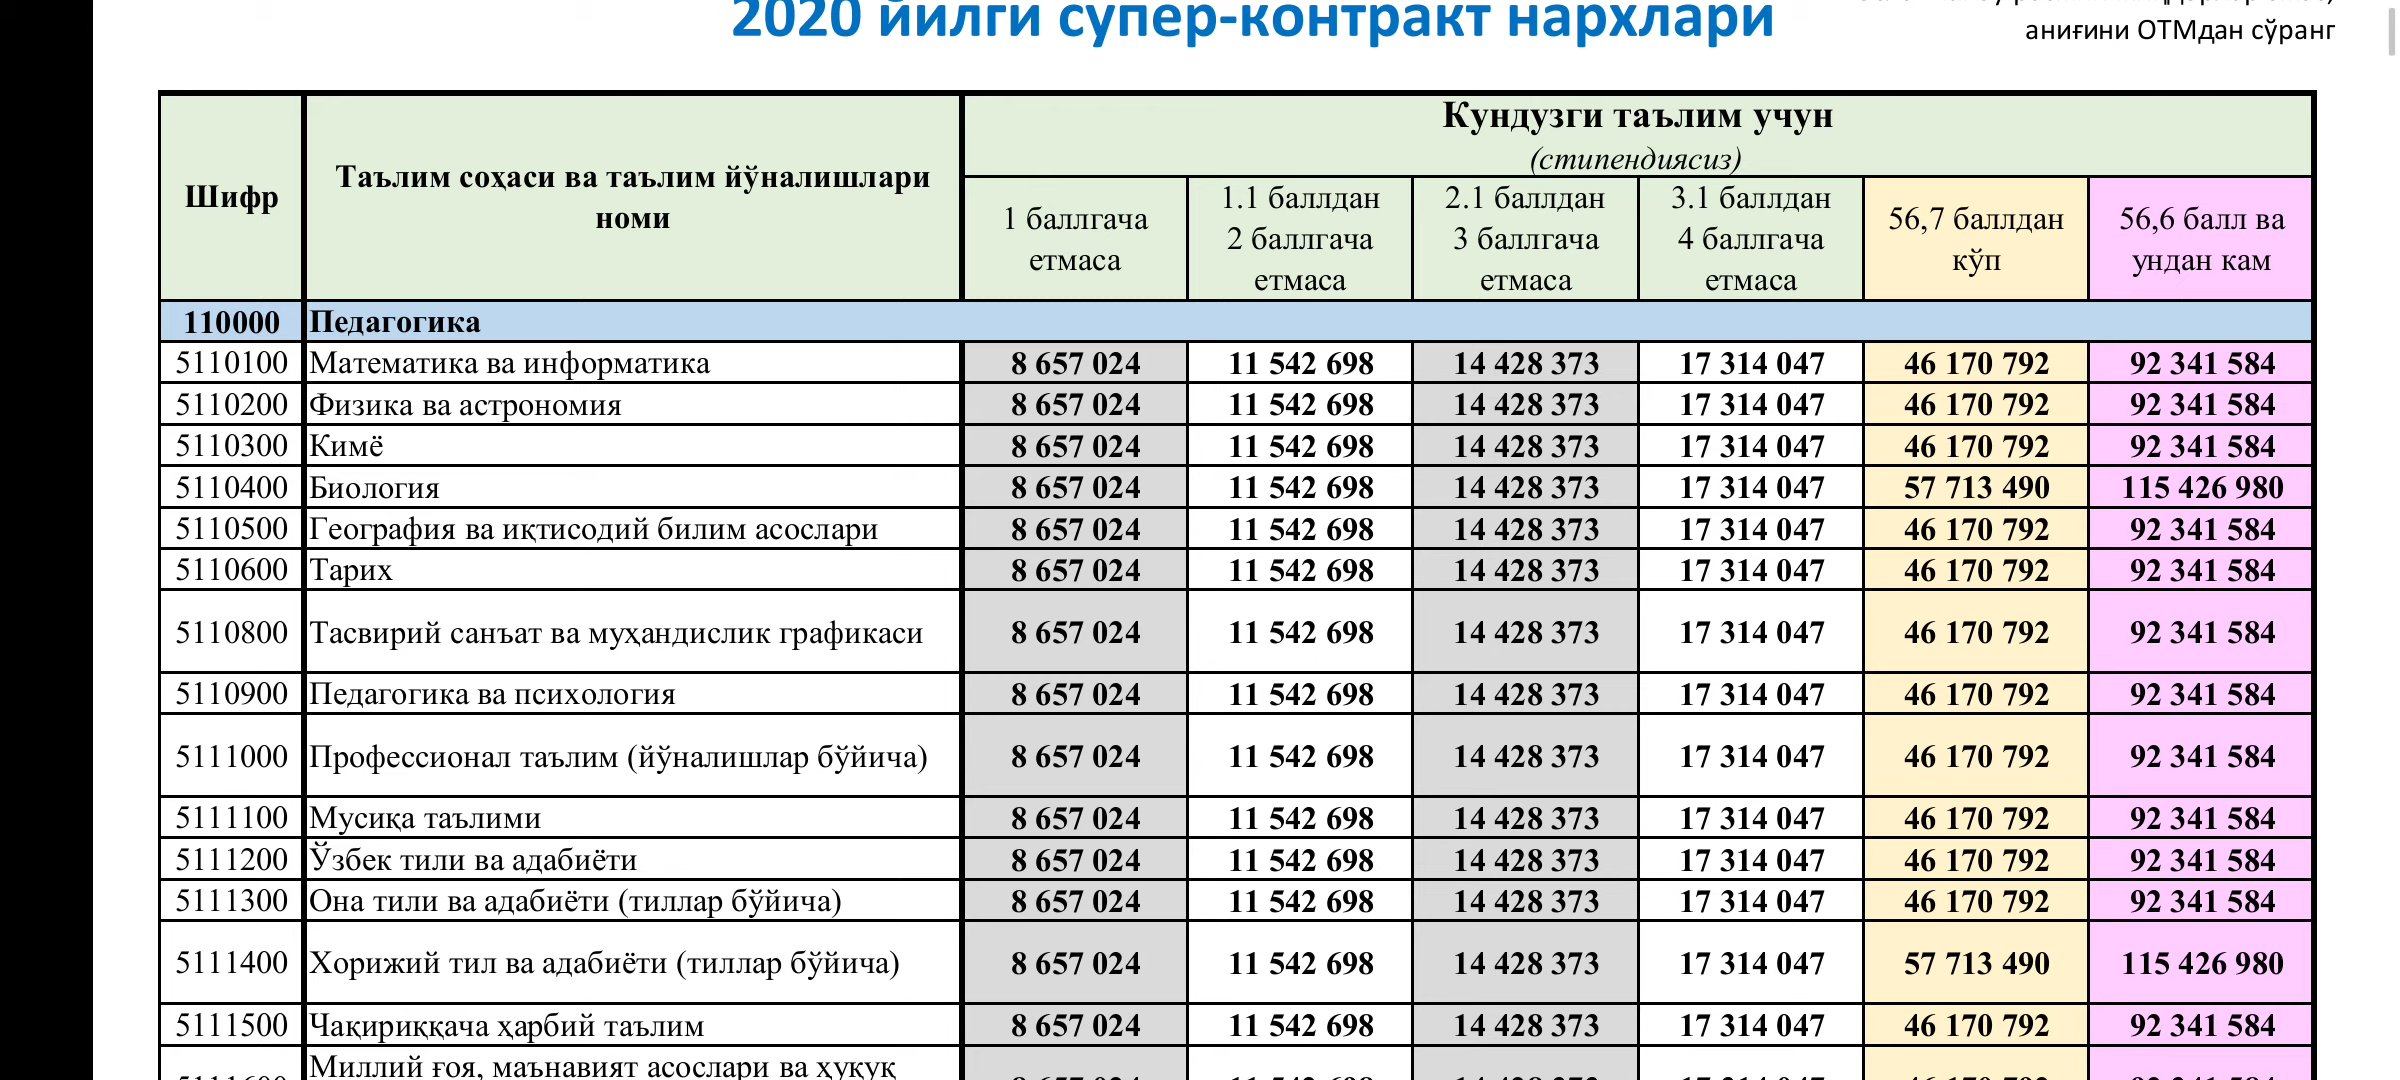 2020 йилги супер-контракт нархлари
аниғини ОТМдан сўранг
Шифр
Таълим соҳаси ва таълим йўналишлари
номи
Кундузги таълим учун
(стипендиясиз)
1 баллгача
етмаса
1.1 баллдан
2 баллгача
етмаса
2.1 баллдан
3 баллгача
етмаса
3.1 баллдан
4 баллгача
етмаса
56,7 баллдан
кўп
56,6 балл ва
ундан кам
110000 Педагогика
5110100 Математика ва информатика 8 657 024 11 542 698 14 428 373 17 314 047 46 170 792 92 341 584
5110200 Физика ва астрономия 8 657 024 11 542 698 14 428 373 17 314 047 46 170 792 92 341 584
5110300 Кимё 8 657 024 11 542 698 14 428 373 17 314 047 46 170 792 92 341 584
5110400 Биология 8 657 024 11 542 698 14 428 373 17 314 047 57 713 490 115 426 980
5110500 География ва иқтисодий билим асослари 8 657 024 11 542 698 14 428 373 17 314 047 46 170 792 92 341 584
5110600 Тарих 8 657 024 11 542 698 14 428 373 17 314 047 46 170 792 92 341 584
5110800 Тасвирий санъат ва муҳандислик графикаси 8 657 024 11 542 698 14 428 373 17 314 047 46 170 792 92 341 584
5110900 Педагогика ва психология 8 657 024 11 542 698 14 428 373 17 314 047 46 170 792 92 341 584
5111000 Профессионал таълим (йўналишлар бўйича) 8 657 024 11 542 698 14 428 373 17 314 047 46 170 792 92 341 584
5111100 Мусиқа таълими 8 657 024 11 542 698 14 428 373 17 314 047 46 170 792 92 341 584
5111200 Ўзбек тили ва адабиёти 8 657 024 11 542 698 14 428 373 17 314 047 46 170 792 92 341 584
5111300 Она тили ва адабиёти (тиллар бўйича) 8 657 024 11 542 698 14 428 373 17 314 047 46 170 792 92 341 584
5111400 Хорижий тил ва адабиёти (тиллар бўйича) 8 657 024 11 542 698 14 428 373 17 314 047 57 713 490 115 426 980
5111500 Чақириққача ҳарбий таълим 8 657 024 11 542 698 14 428 373 17 314 047 46 170 792 92 341 584
Миллий ғоя, маънавият асослари ва ҳуқуқ